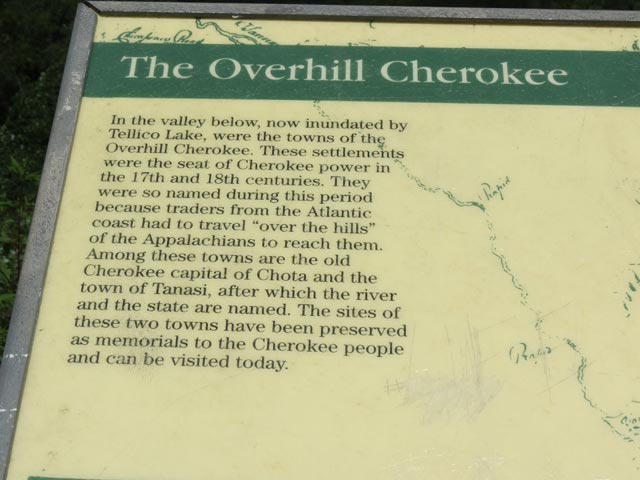 The Overhill Cherokee
In the valley below, now inundated by
Tellico Lake, were the towns of the
Overhill Cherokee. These settlements
were the seat of Cherokee power in
the 17th and 18th centuries. They
were so named during this period
because traders from the Atlantic
coast had to travel “over the hills”
of the Appalachians to reach them.
Among these towns are the old
Cherokee capital of Chota and the
town of Tanasi, after which the river
and the state are named. The sites of
these two towns have been preserved
as memorials to the Cherokee people
and can be visited today.
Rapid